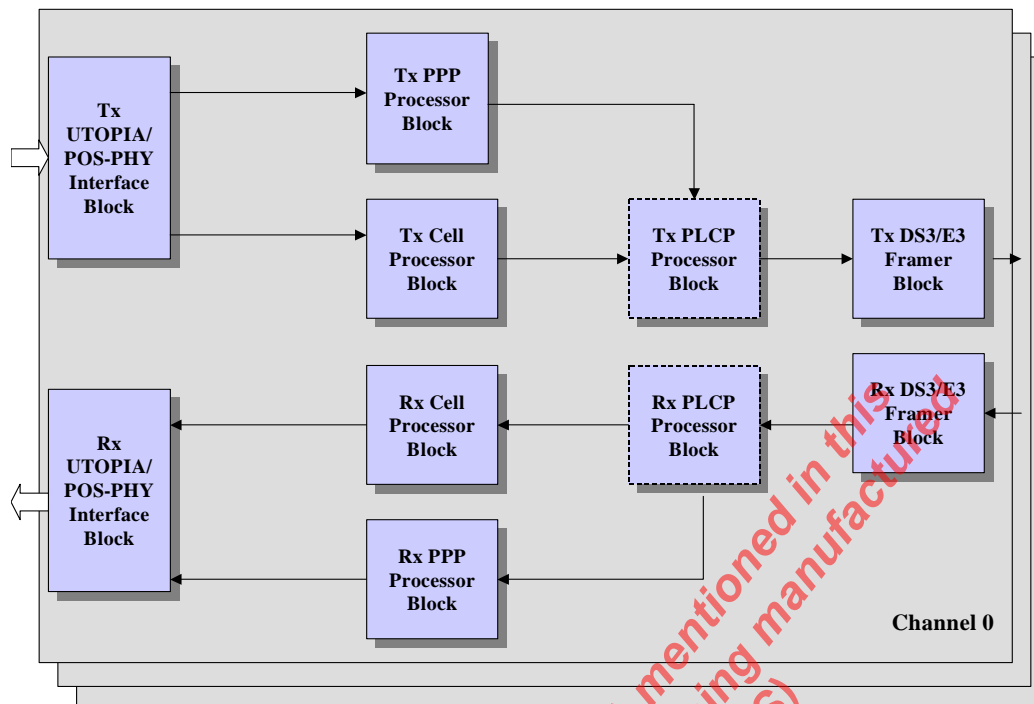 Tx
UTOPIA/
POS-PHY
Interface
Block
Tx PPP
Processor
Block
Tx Cell
Processor
Block
Tx PLCP
Processor
Block
Tx DS3/E3
Framer
Block
Rx
UTOPIA/
POS-PHY
Interface
Block
Rx Cell
Processor
Block
Rx PLCP
Processor
Block
Rx DS3/E3
Framer
Block
Rx PPP
Processor
Block
Channel 0
mentioned in this
ing manufactured
S)